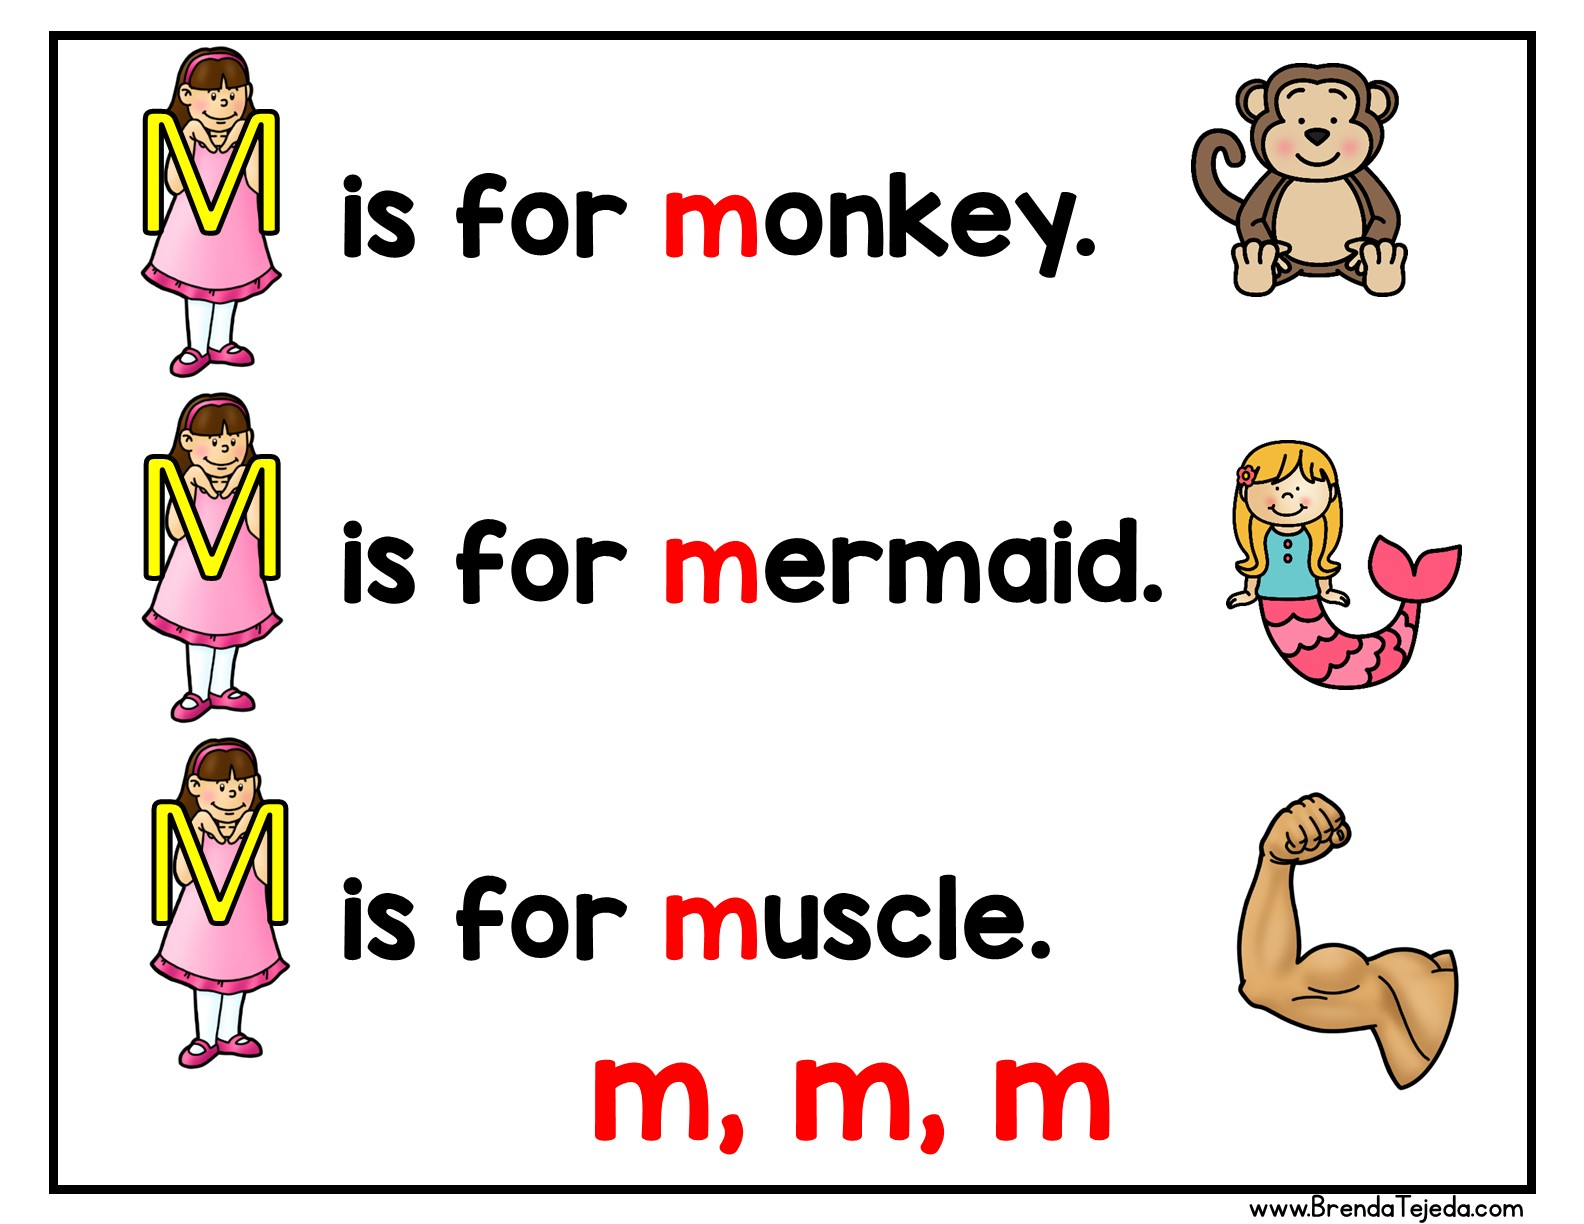 M is for monkey.
M is for mermaid.
M is for muscle.
m, m, m
www.BrendaTejeda.com